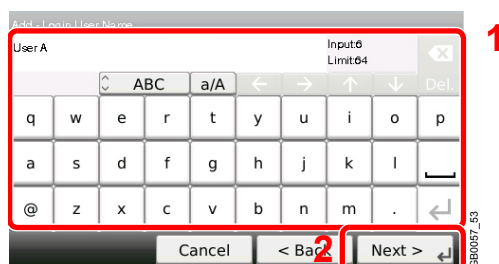 Add - Login User Name
1
User A
Input:6
Limit:64
ABC a/A ← → ↑ ↓ Del.
q w e r t y u i o p
a s d f g h j k l
@ z x c v b n m .
Cancel < Back 2 Next >
GB0057_53